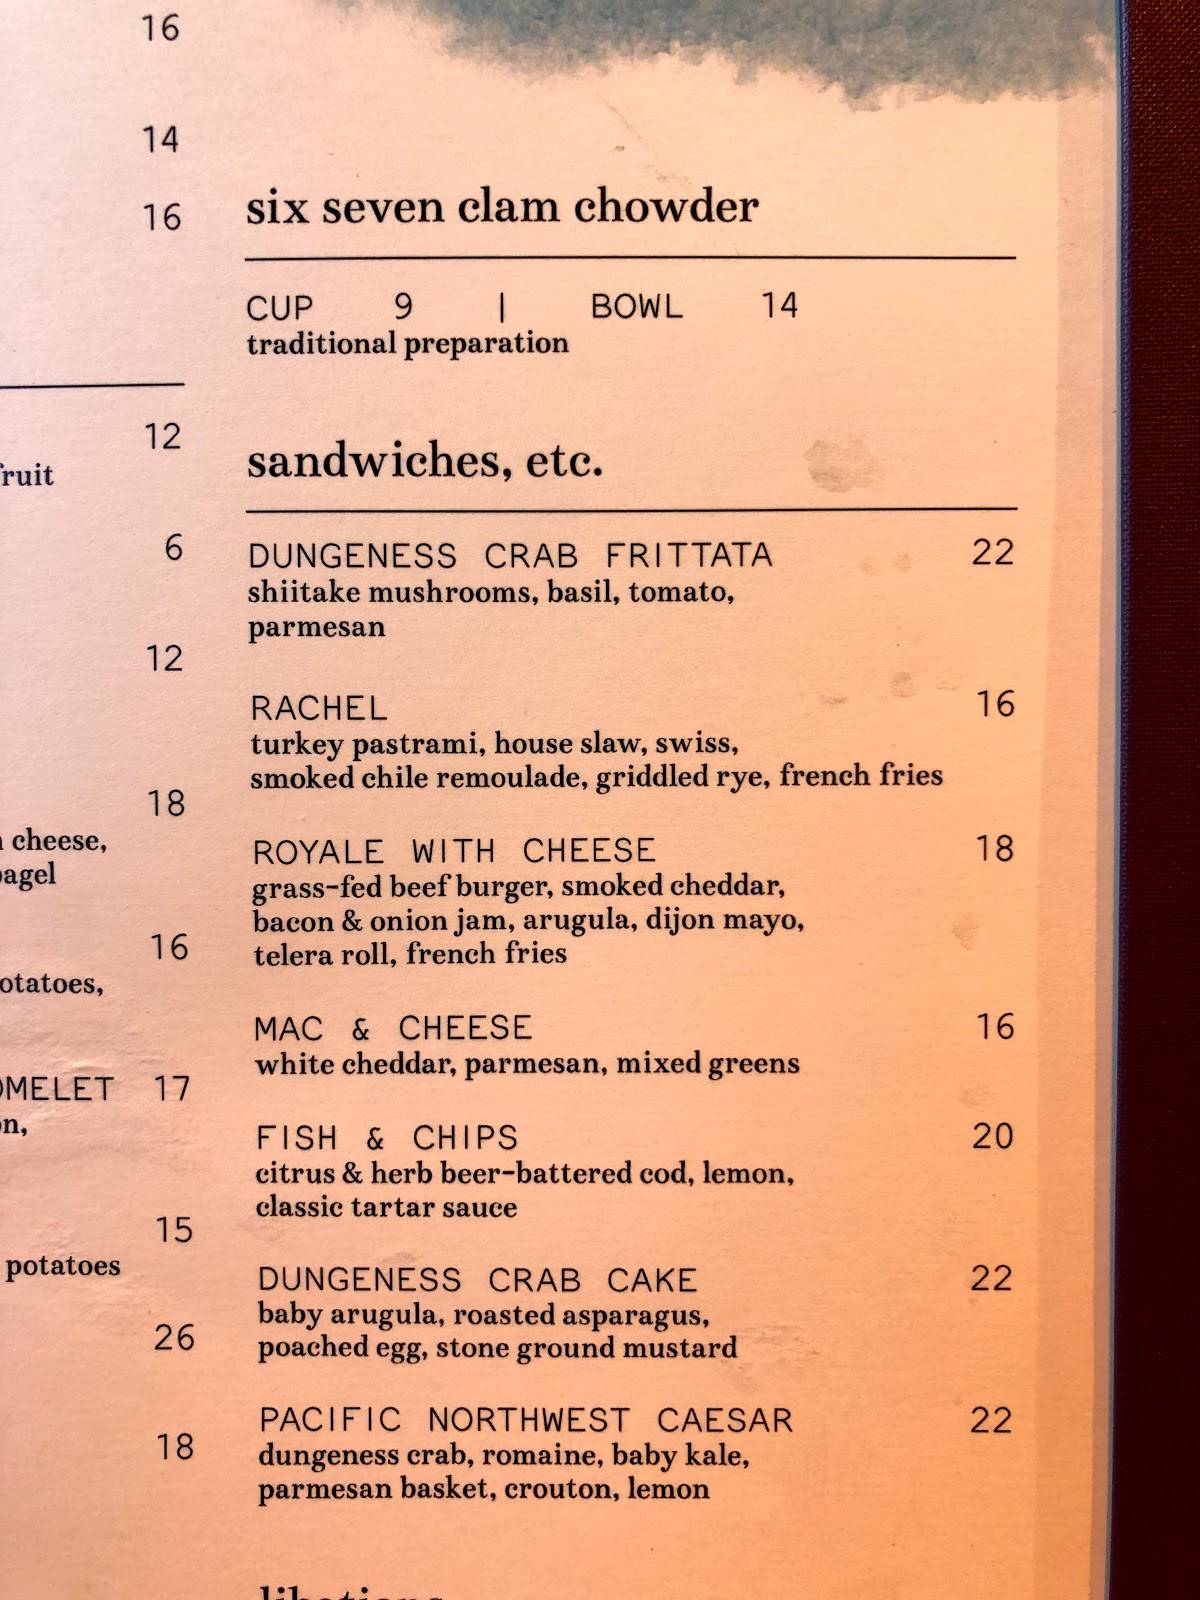 16
14
16
12
fruit
6
12
18
cheese,
bagel
16
potatoes,
OMELET 17
on,
15
potatoes
26
18
six seven clam chowder
CUP 9 | BOWL 14
traditional preparation
sandwiches, etc.
DUNGENESS CRAB FRITTATA 22
shiitake mushrooms, basil, tomato,
parmesan
RACHEL 16
turkey pastrami, house slaw, swiss,
smoked chile remoulade, griddled rye, french fries
ROYALE WITH CHEESE 18
grass-fed beef burger, smoked cheddar,
bacon & onion jam, arugula, dijon mayo,
telera roll, french fries
MAC & CHEESE 16
white cheddar, parmesan, mixed greens
FISH & CHIPS 20
citrus & herb beer-battered cod, lemon,
classic tartar sauce
DUNGENESS CRAB CAKE 22
baby arugula, roasted asparagus,
poached egg, stone ground mustard
PACIFIC NORTHWEST CAESAR 22
dungeness crab, romaine, baby kale,
parmesan basket, crouton, lemon
libations